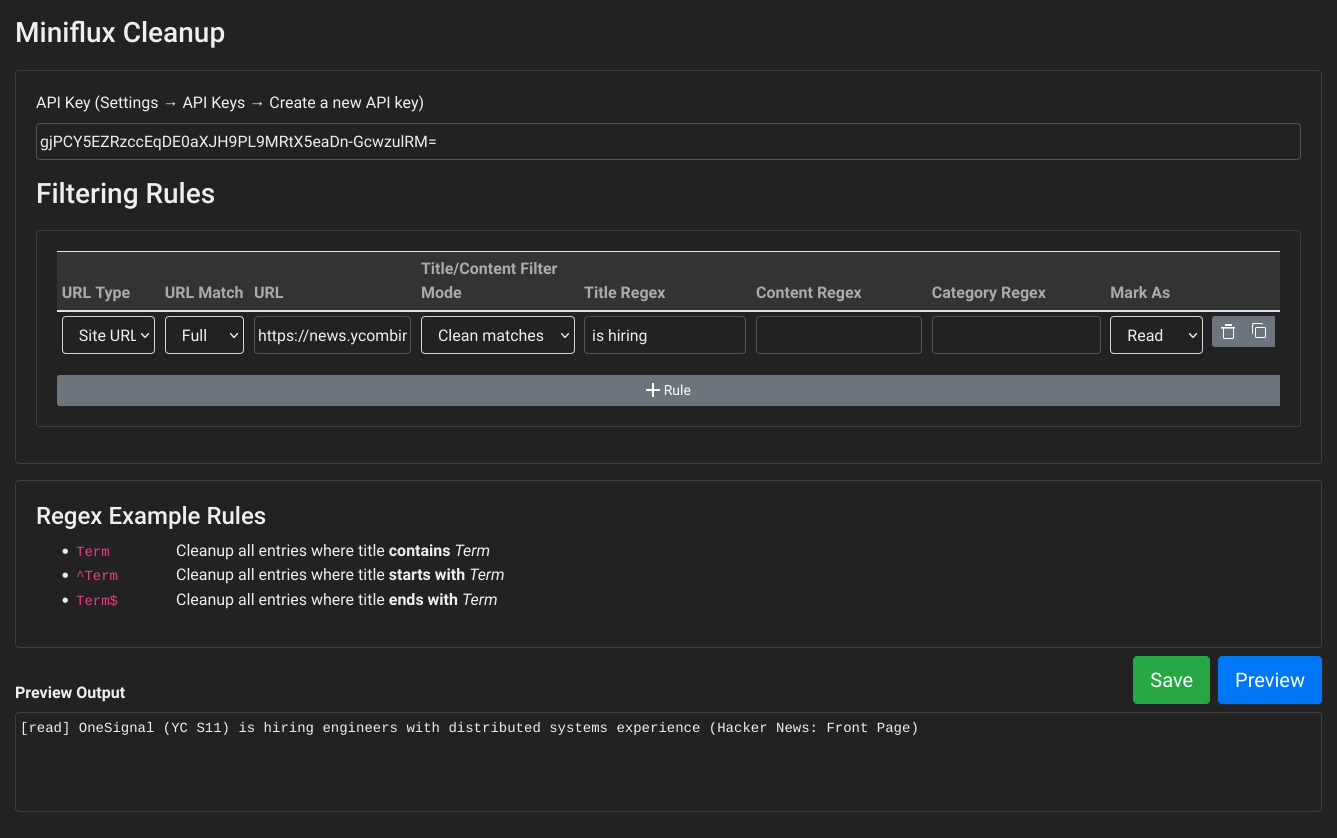 Miniflux Cleanup
API Key (Settings → API Keys → Create a new API key)
gjPCY5EZRzccEqDE0aXJH9PL9MRtX5eaDn-GcwzulRM=
Filtering Rules
Title/Content Filter
URL Type URL Match URL Mode Title Regex Content Regex Category Regex Mark As
Site URL Full https://news.ycombin Clean matches is hiring Read
Rule
Regex Example Rules
Term Cleanup all entries where title contains Term
^Term Cleanup all entries where title starts with Term
Term$ Cleanup all entries where title ends with Term
Save Preview
Preview Output
[read] OneSignal (YC S11) is hiring engineers with distributed systems experience (Hacker News: Front Page)